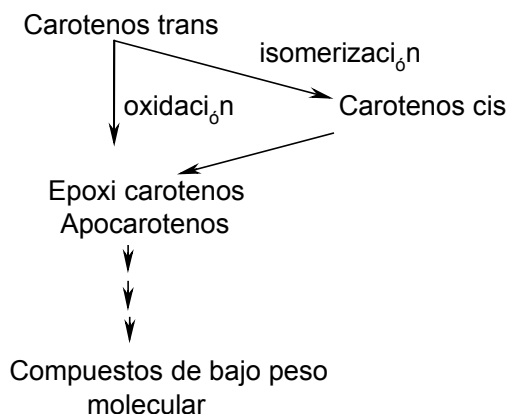 Carotenos trans
isomerización
oxidación
Carotenos cis
Epoxi carotenos
Apocarotenos
Compuestos de bajo peso
molecular